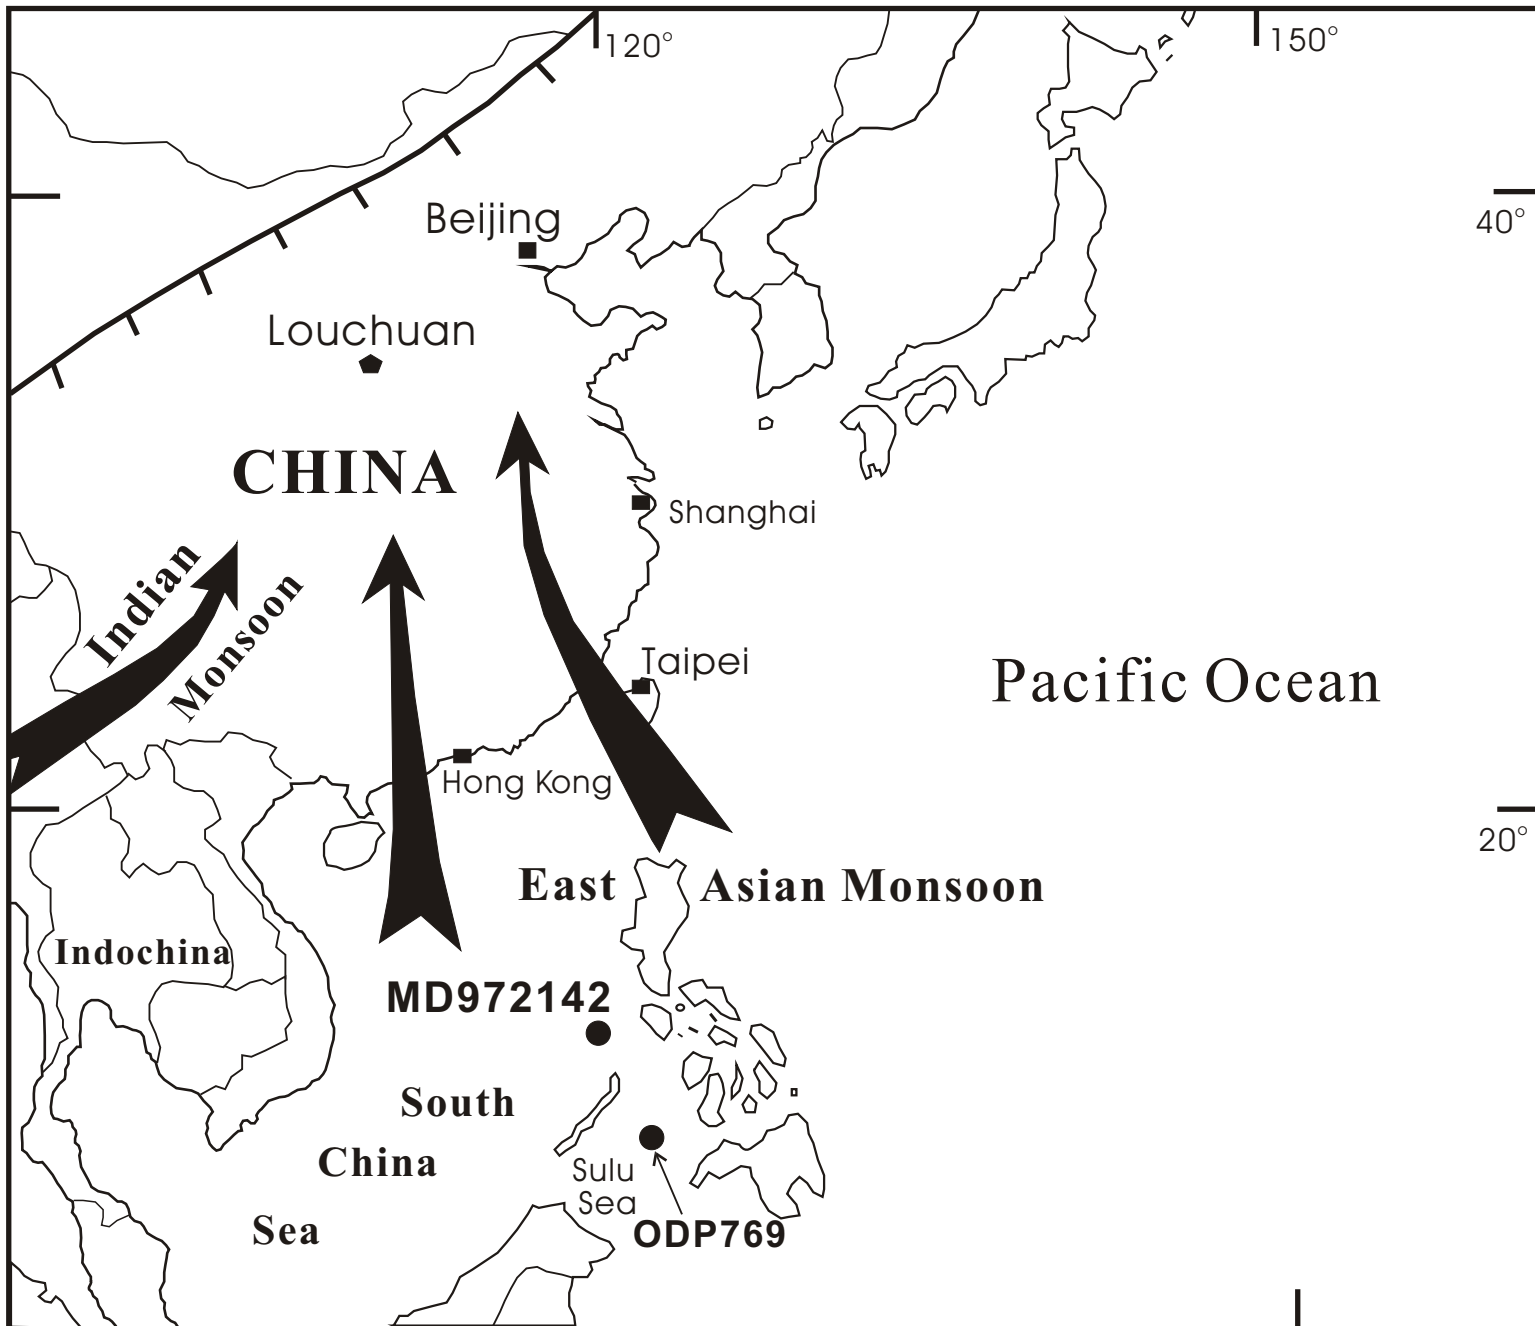 120°
150°
Beijing
40°
Louchuan
CHINA
Shanghai
Indian
Monsoon
Taipei
Pacific Ocean
Hong Kong
20°
East Asian Monsoon
Indochina
MD972142
South
China
Sea
Sulu
Sea
ODP769